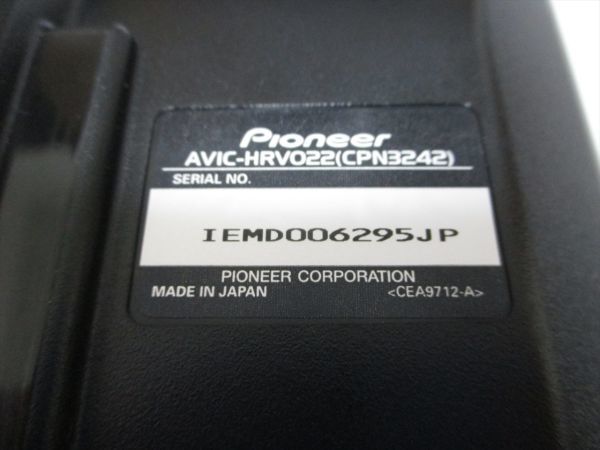 Pioneer
AVIC-HRV022(CPN3242)
SERIAL NO.
IEMD006295JP
PIONEER CORPORATION
MADE IN JAPAN <CEA9712-A>